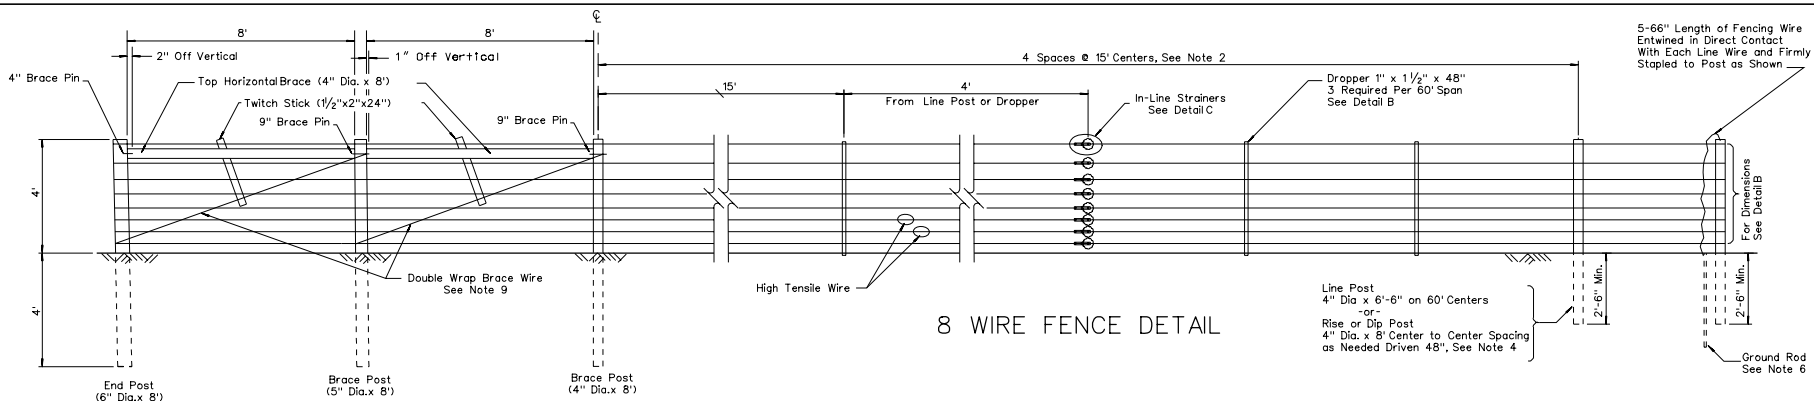 ℄
8'
8'
2" Off Vertical
1" Off Vertical
4" Brace Pin
Top Horizontal Brace (4" Dia. x 8')
Twitch Stick (1 1/2"x2"x24")
9" Brace Pin
9" Brace Pin
4 Spaces @ 15' Centers, See Note 2
15'
4'
From Line Post or Dropper
In-Line Strainers
See Detail C
Dropper 1" x 1 1/2" x 48"
3 Required Per 60' Span
See Detail B
5-66" Length of Fencing Wire
Entwined in Direct Contact
With Each Line Wire and Firmly
Stapled to Post as Shown
4'
4'
For Dimensions
See Detail B
Double Wrap Brace Wire
See Note 9
High Tensile Wire
8 WIRE FENCE DETAIL
Line Post
4" Dia x 6'-6" on 60' Centers
-or-
Rise or Dip Post
4" Dia. x 8' Center to Center Spacing
as Needed Driven 48", See Note 4
2'-6" Min.
2'-6" Min.
Ground Rod
See Note 6
End Post
(6" Dia.x 8')
Brace Post
(5" Dia.x 8')
Brace Post
(4" Dia.x 8')